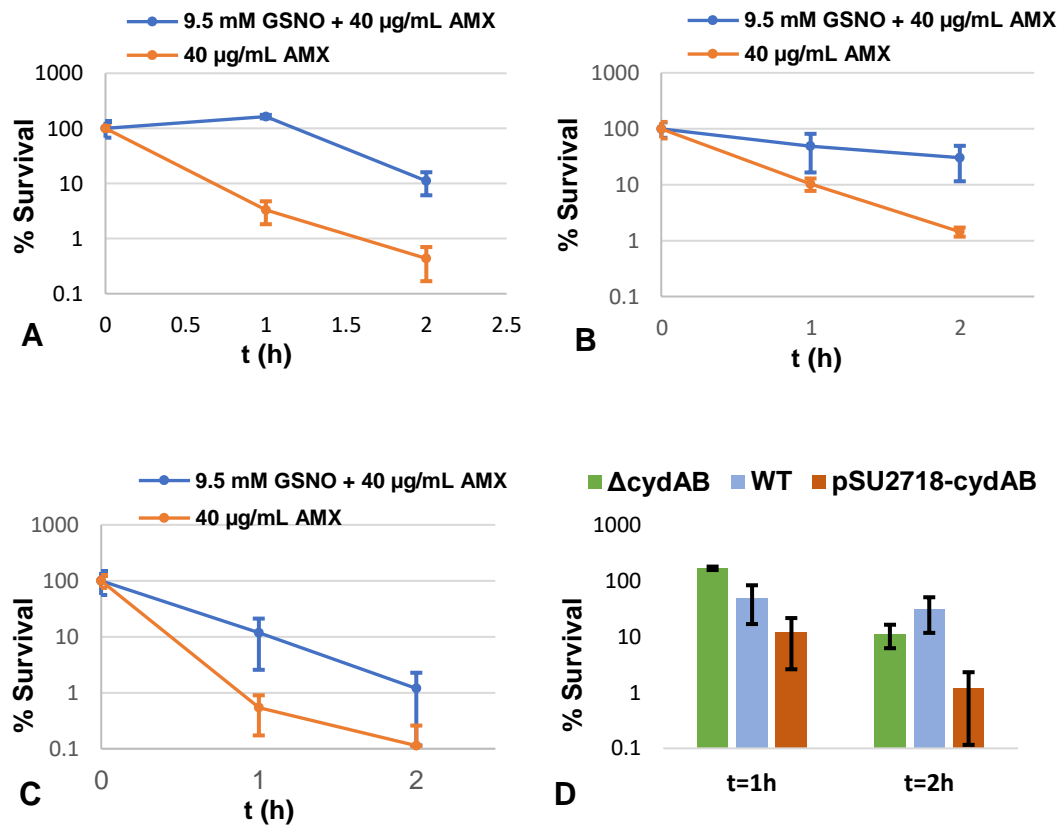 9.5 mM GSNO + 40 µg/mL AMX
40 µg/mL AMX
1000
100
10
1
0.1
% Survival
0 0.5 1 1.5 2 2.5
t (h)
A
9.5 mM GSNO + 40 µg/mL AMX
40 µg/mL AMX
1000
100
10
1
0.1
% Survival
0 1 2
t (h)
B
9.5 mM GSNO + 40 µg/mL AMX
40 µg/mL AMX
1000
100
10
1
0.1
% Survival
0 1 2
t (h)
C
ΔcydAB WT pSU2718-cydAB
1000
100
10
1
0.1
% Survival
t=1h t=2h
D